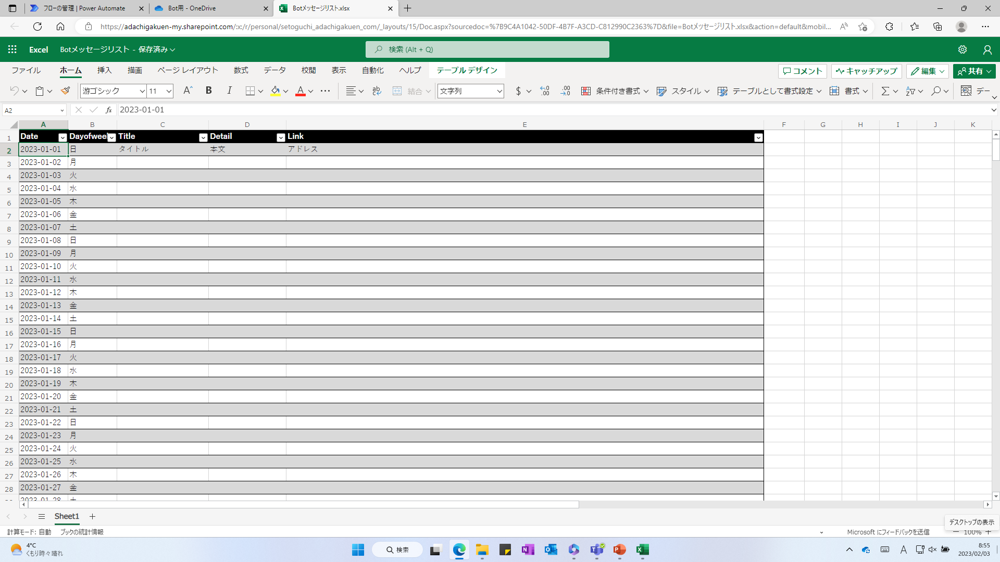 フローの管理 | Power Automate
Bot用 - OneDrive
Botメッセージリスト.xlsx
https://adachigakuen-my.sharepoint.com/:x:/r/personal/setoguchi_adachigakuen_com/_layouts/15/Doc.aspx?sourcedoc=%7B9C4A1042-50DF-4B7F-A3CD-C812990C2363%7D&file=Botメッセージリスト.xlsx&action=default&mobil...
Excel Botメッセージリスト - 保存済み
検索 (Alt + Q)
ファイル ホーム 挿入 描画 ページ レイアウト 数式 データ 校閲 表示 自動化 ヘルプ テーブル デザイン
コメント キャッチアップ 編集 共有
游ゴシック 11 A B I A 結合 文字列 $ 条件付き書式 スタイル テーブルとして書式設定 書式 デー
A2 fx 2023-01-01
A B C D E F G H I J K
1 Date Dayofwee Title Detail Link
2 2023-01-01 日 タイトル 本文 アドレス
3 2023-01-02 月
4 2023-01-03 火
5 2023-01-04 水
6 2023-01-05 木
7 2023-01-06 金
8 2023-01-07 土
9 2023-01-08 日
10 2023-01-09 月
11 2023-01-10 火
12 2023-01-11 水
13 2023-01-12 木
14 2023-01-13 金
15 2023-01-14 土
16 2023-01-15 日
17 2023-01-16 月
18 2023-01-17 火
19 2023-01-18 水
20 2023-01-19 木
21 2023-01-20 金
22 2023-01-21 土
23 2023-01-22 日
24 2023-01-23 月
25 2023-01-24 火
26 2023-01-25 水
27 2023-01-26 木
28 2023-01-27 金
2023-01-28 土
Sheet1
デスクトップの表示
計算モード: 自動 ブックの統計情報
Microsoft にフィードバックを送信 100%
4°C
くもり時々晴れ
検索
A
8:55
2023/02/03